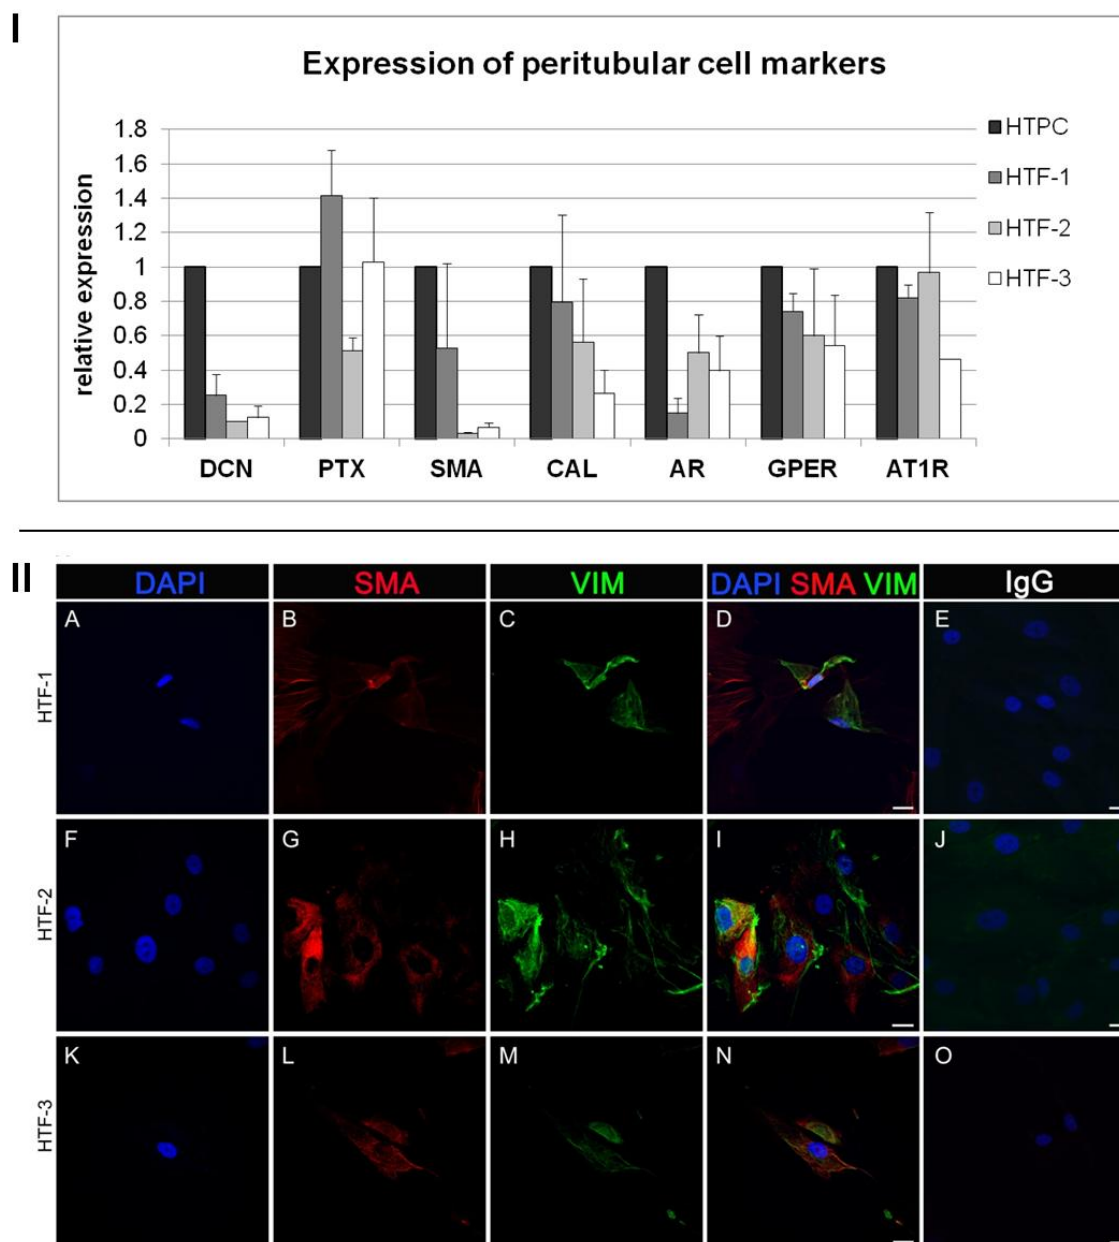 I
Expression of peritubular cell markers
relative expression
1.8
1.6
1.4
1.2
1
0.8
0.6
0.4
0.2
0
DCN PTX SMA CAL AR GPER AT1R
HTPC
HTF-1
HTF-2
HTF-3
II
DAPI SMA VIM DAPI SMA VIM IgG
HTF-1
A B C D E
HTF-2
F G H I J
HTF-3
K L M N O